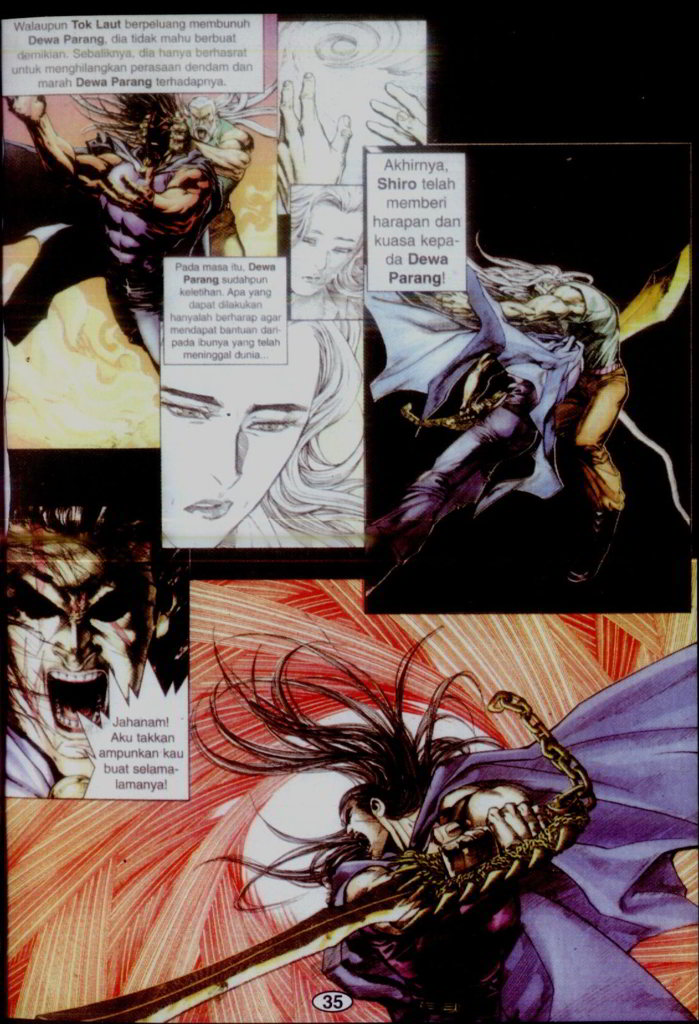 Walaupun Tok Laut berpeluang membunuh
Dewa Parang, dia tidak mahu berbuat
demikian. Sebaliknya, dia hanya berhasrat
untuk menghilangkan perasaan dendam dan
marah Dewa Parang terhadapnya.
Pada masa itu, Dewa
Parang sudahpun
keletihan. Apa yang
dapat dilakukan
hanyalah berharap agar
mendapat bantuan dari-
pada ibunya yang telah
meninggal dunia...
Akhirnya,
Shiro telah
memberi
harapan dan
kuasa kepa-
da Dewa
Parang!
Jahanam!
Aku takkan
ampunkan kau
buat selama-
lamanya!
35